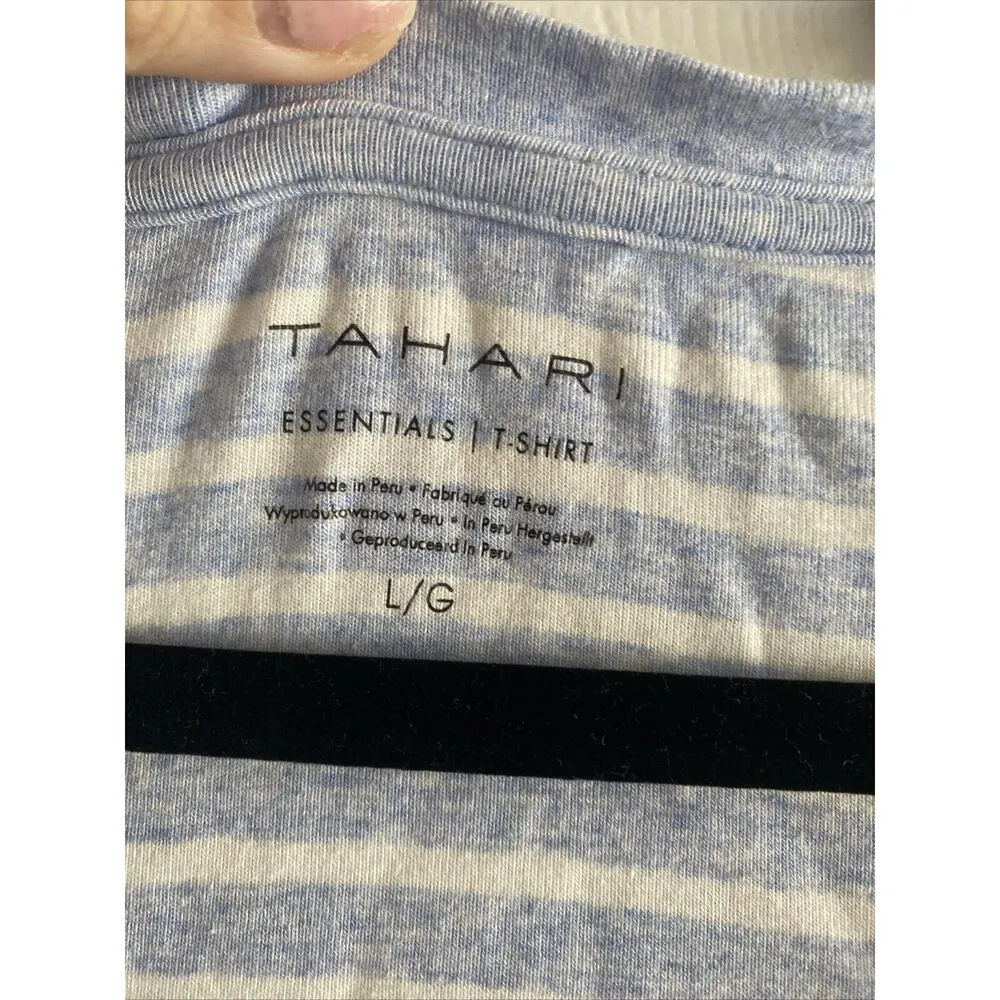 TAHARI
ESSENTIALS | T-SHIRT
Made in Peru • Fabriqué au Pérou
Wyprodukowano w Peru • In Peru Hergestellt
• Geproduceerd In Peru
L/G